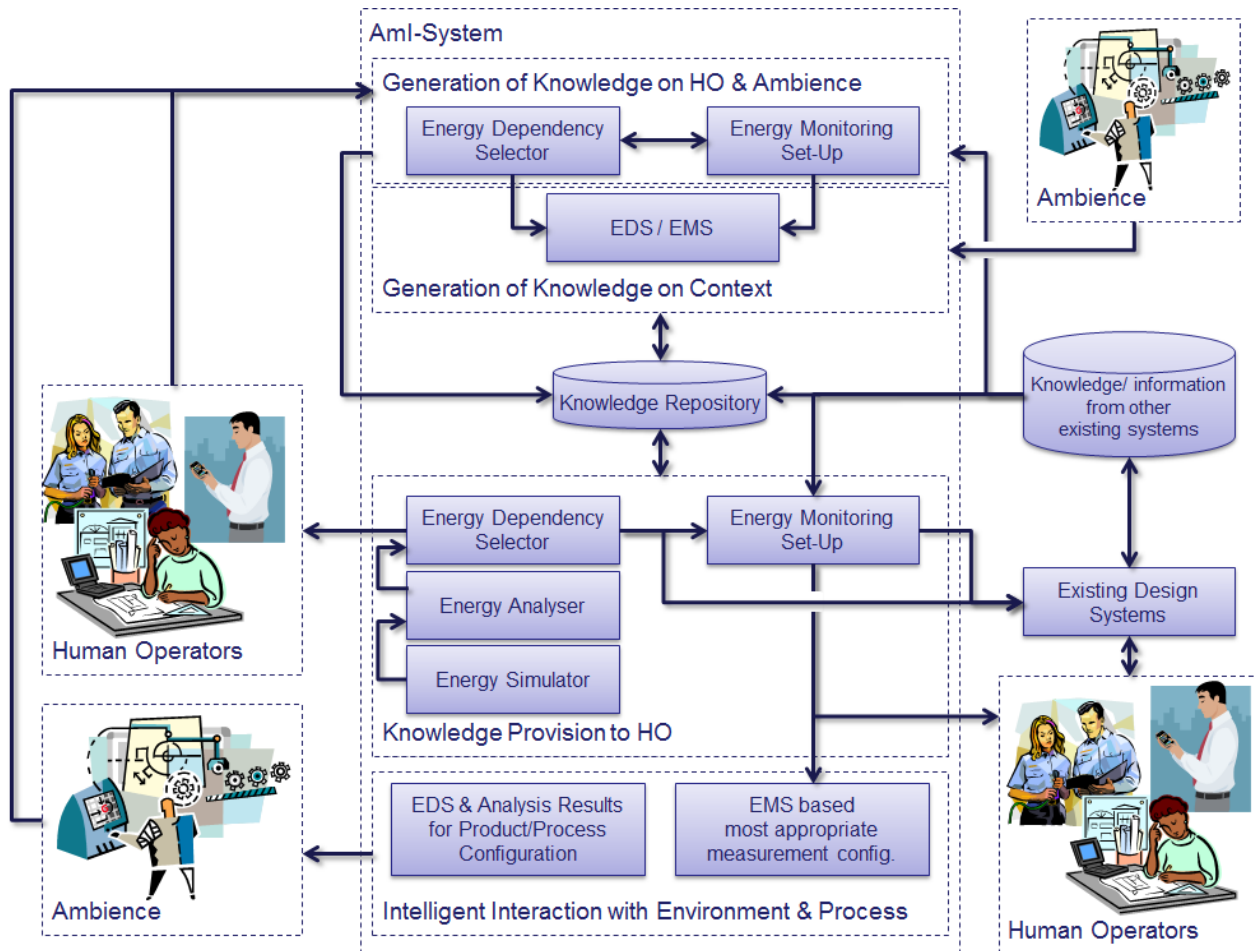 AmI-System
Generation of Knowledge on HO & Ambience
Energy Dependency
Selector
Energy Monitoring
Set-Up
EDS / EMS
Generation of Knowledge on Context
Ambience
Knowledge Repository
Knowledge/ information
from other
existing systems
Human Operators
Energy Dependency
Selector
Energy Monitoring
Set-Up
Energy Analyser
Energy Simulator
Knowledge Provision to HO
Existing Design
Systems
Ambience
EDS & Analysis Results
for Product/Process
Configuration
EMS based
most appropriate
measurement config.
Intelligent Interaction with Environment & Process
Human Operators